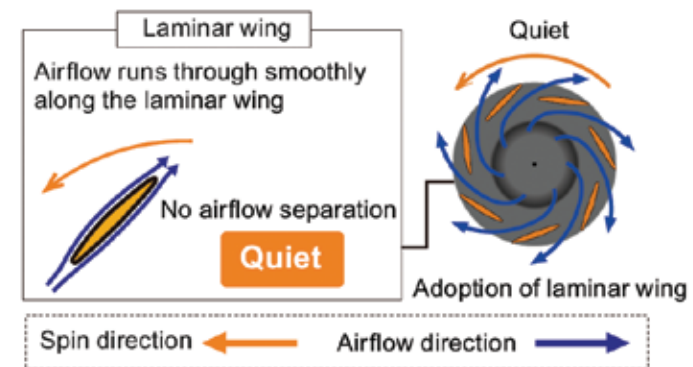 Laminar wing
Airflow runs through smoothly
along the laminar wing
No airflow separation
Quiet
Quiet
Adoption of laminar wing
Spin direction
Airflow direction